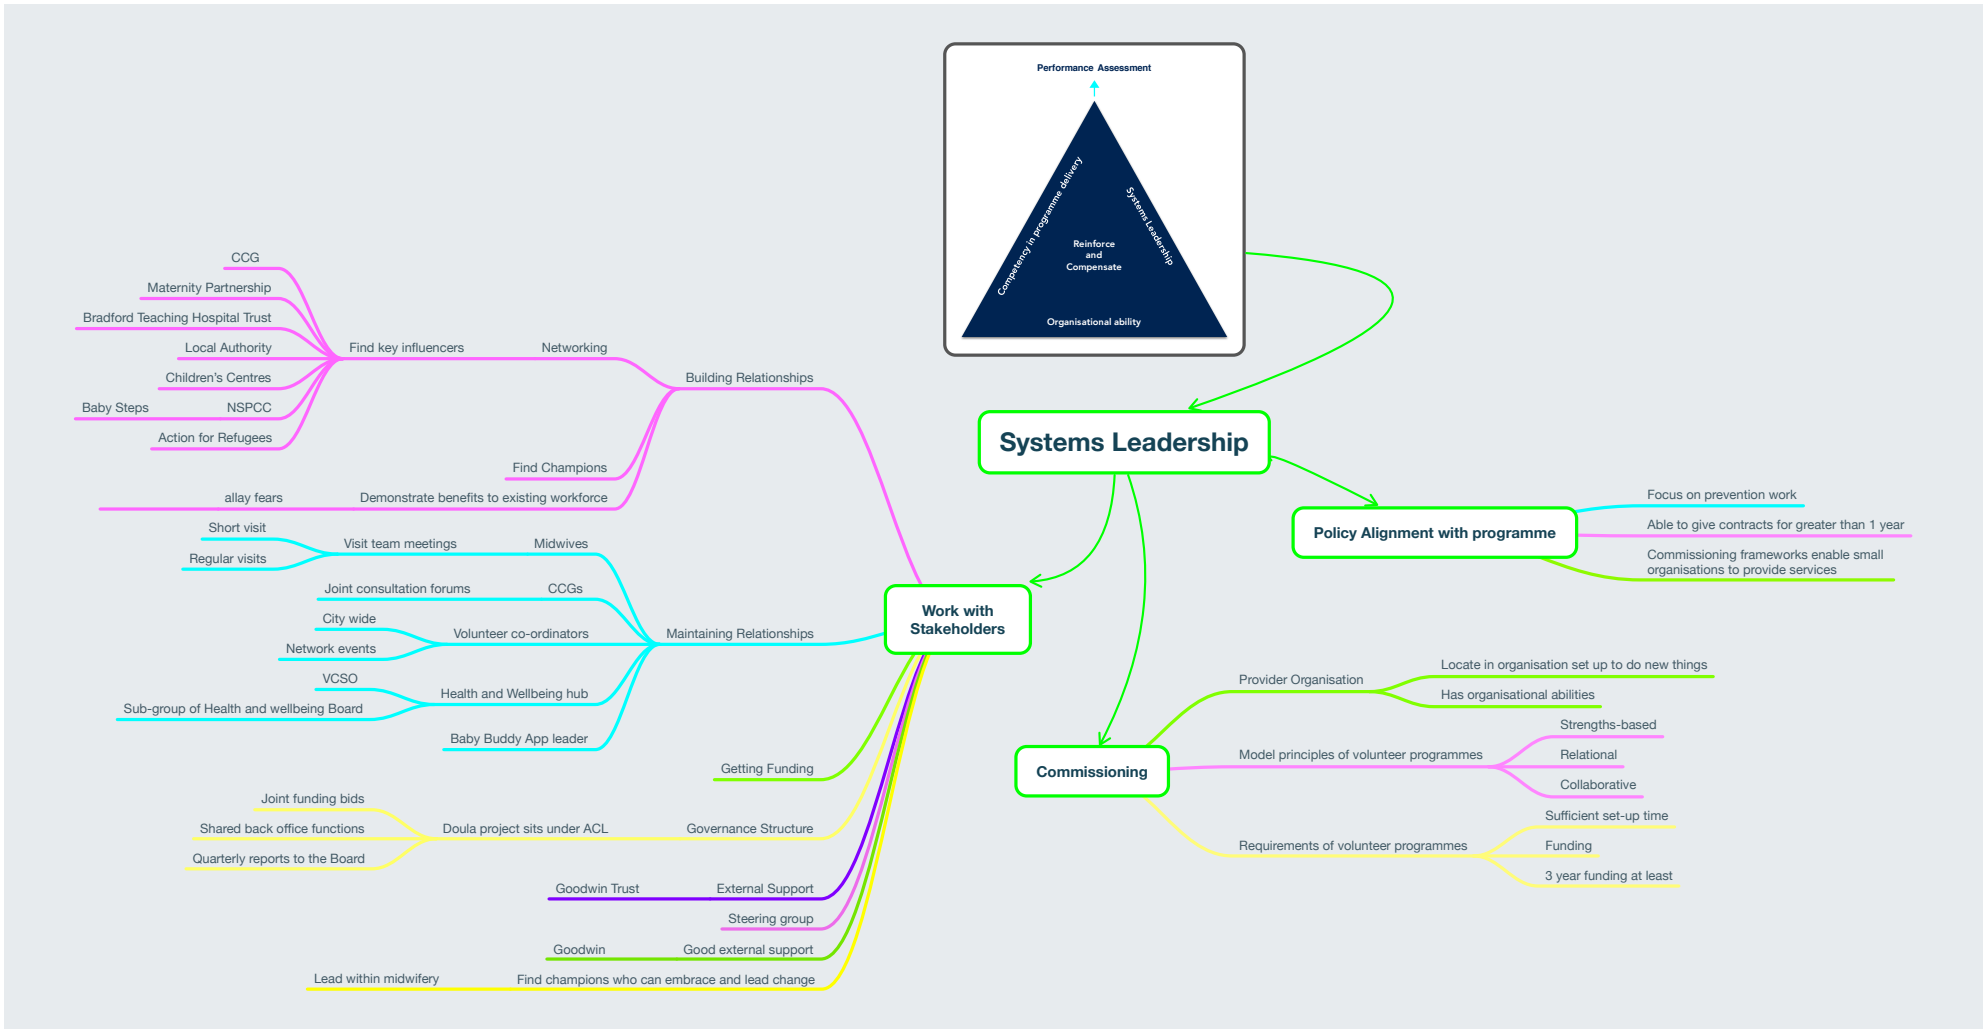 Performance Assessment
Competency in programme delivery
Systems Leadership
Reinforce
and
Compensate
Organisational ability
Systems Leadership
Policy Alignment with programme
Focus on prevention work
Able to give contracts for greater than 1 year
Commissioning frameworks enable small
organisations to provide services
Work with
Stakeholders
Building Relationships
Networking
Find key influencers
CCG
Maternity Partnership
Bradford Teaching Hospital Trust
Local Authority
Children's Centres
NSPCC
Baby Steps
Action for Refugees
Find Champions
Demonstrate benefits to existing workforce
allay fears
Maintaining Relationships
Midwives
Visit team meetings
Short visit
Regular visits
CCGs
Joint consultation forums
Volunteer co-ordinators
City wide
Network events
Health and Wellbeing hub
VCSO
Sub-group of Health and wellbeing Board
Baby Buddy App leader
Getting Funding
Governance Structure
Doula project sits under ACL
Joint funding bids
Shared back office functions
Quarterly reports to the Board
External Support
Goodwin Trust
Steering group
Good external support
Goodwin
Find champions who can embrace and lead change
Lead within midwifery
Commissioning
Provider Organisation
Locate in organisation set up to do new things
Has organisational abilities
Model principles of volunteer programmes
Strengths-based
Relational
Collaborative
Requirements of volunteer programmes
Sufficient set-up time
Funding
3 year funding at least